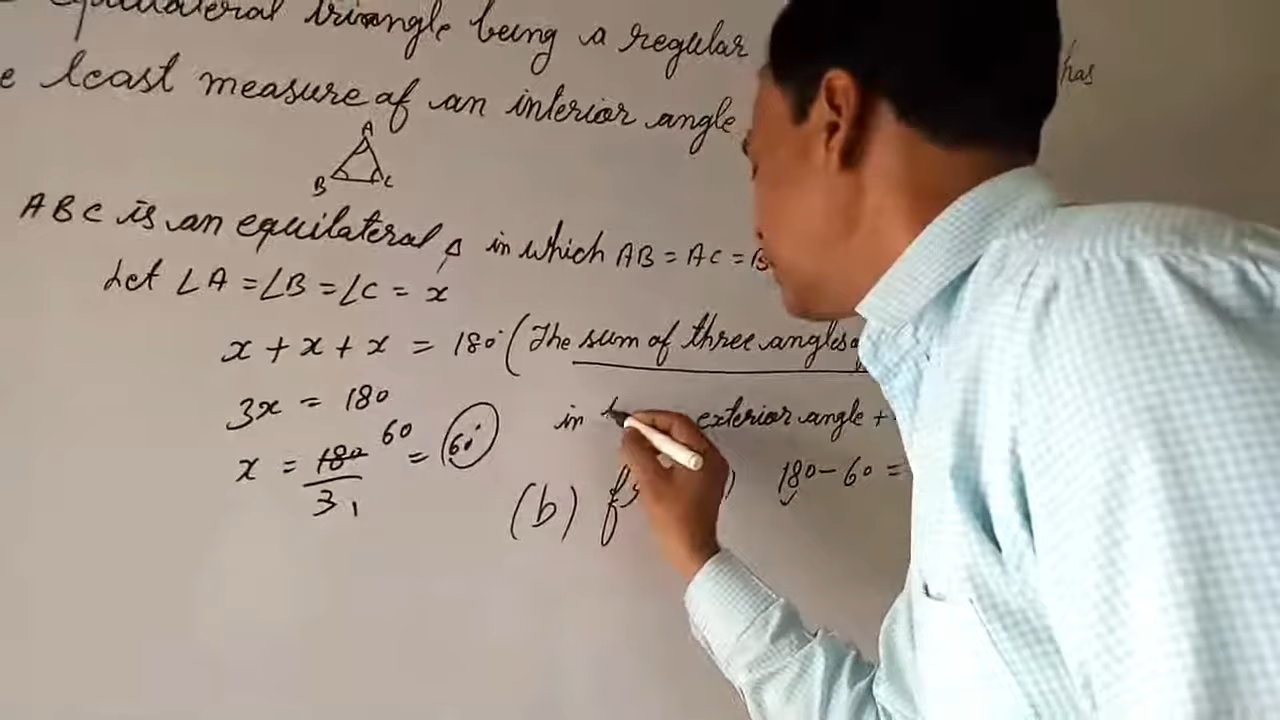 equilateral triangle being a regular has
e least measure of an interior angle
A
B C
ABC is an equilateral △ in which AB = AC = B
Let ∠A = ∠B = ∠C = x
x + x + x = 180° (The sum of three angles
3x = 180
in exterior angle +
x = 180/3 60 = 60°
1
180 - 60 =
(b)